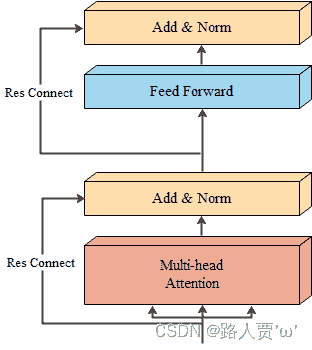 Add & Norm
Res Connect
Feed Forward
Add & Norm
Res Connect
Multi-head
Attention
CSDN @路人贾'ω'